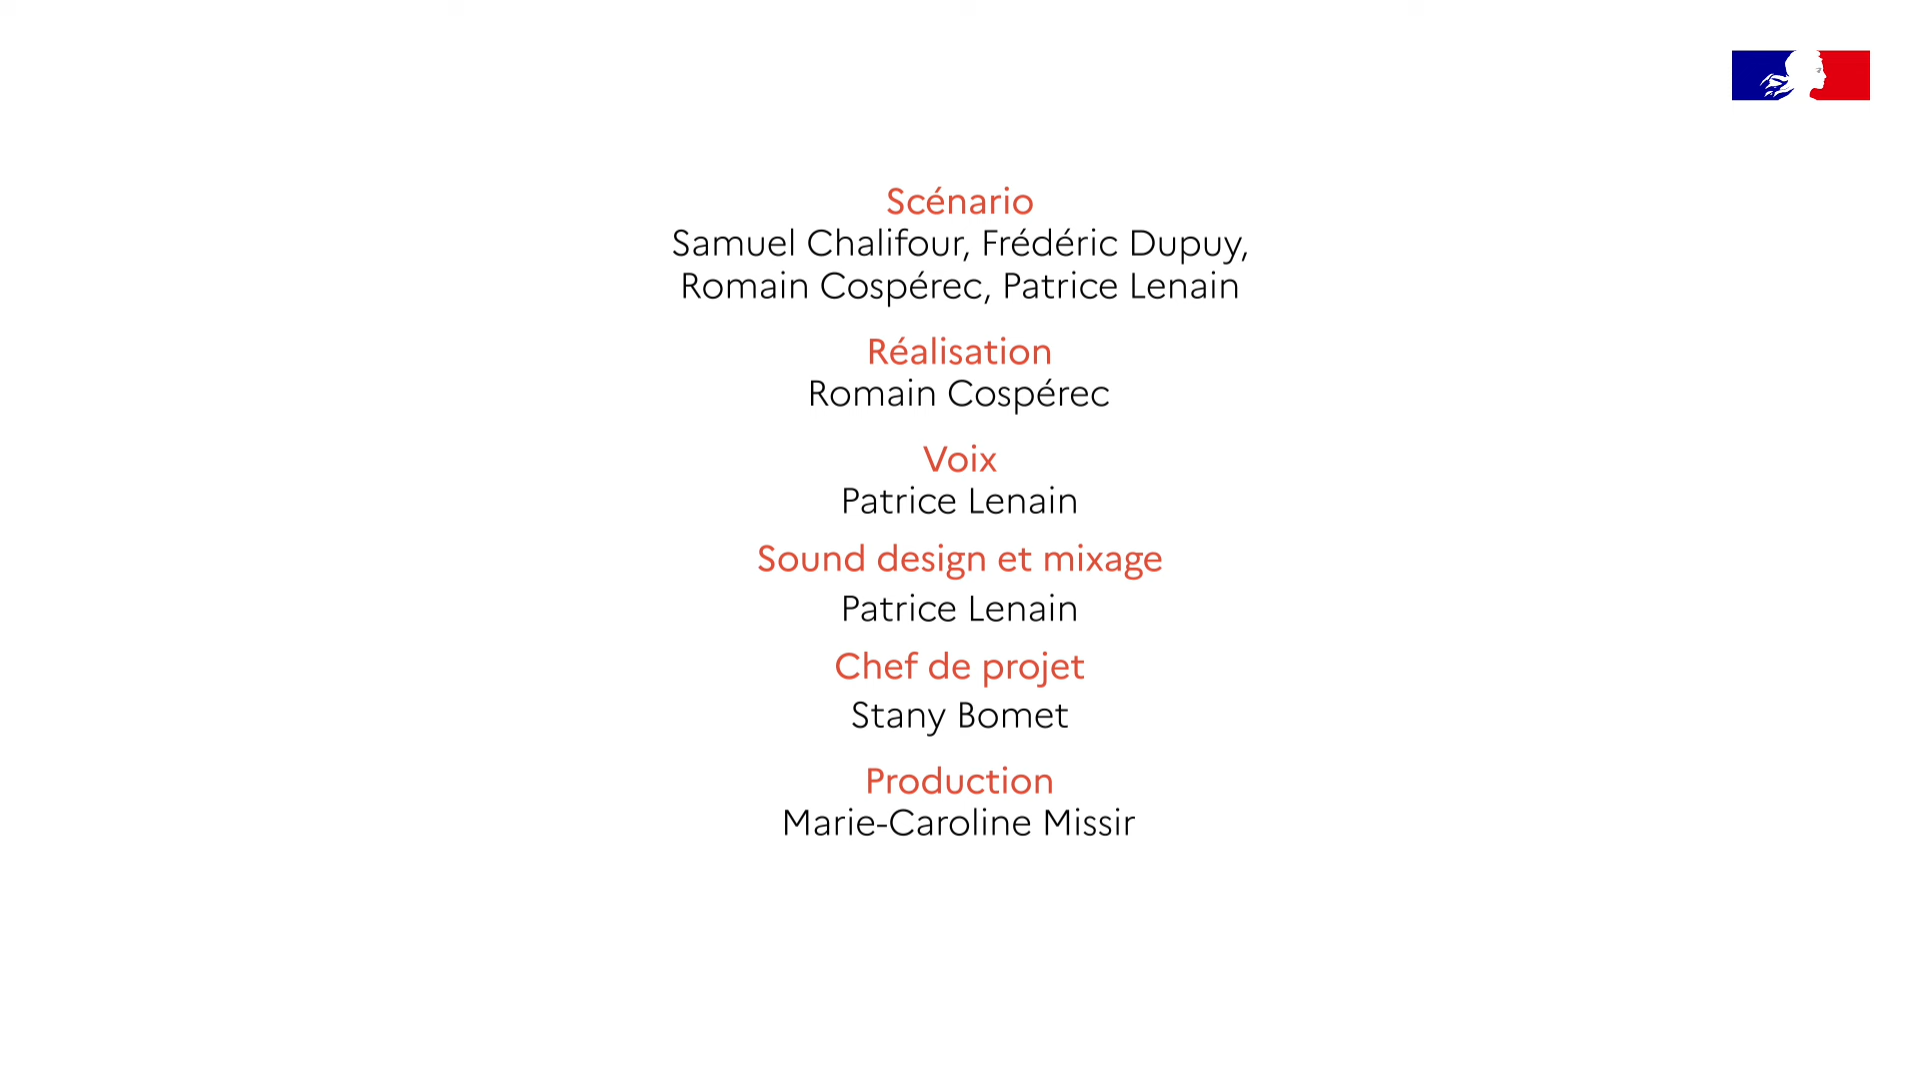 Scénario
Samuel Chalifour, Frédéric Dupuy,
Romain Cospérec, Patrice Lenain
Réalisation
Romain Cospérec
Voix
Patrice Lenain
Sound design et mixage
Patrice Lenain
Chef de projet
Stany Bomet
Production
Marie-Caroline Missir